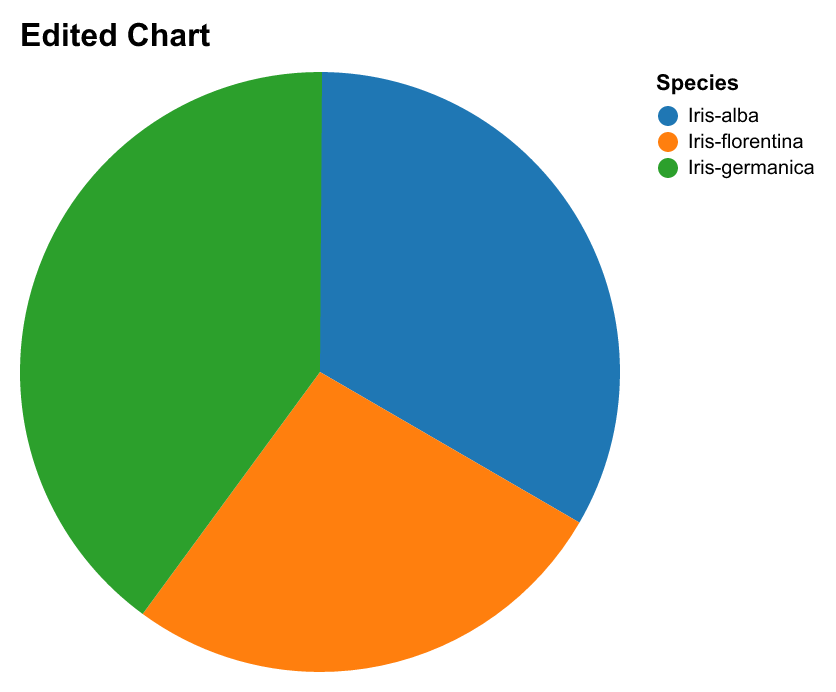 Edited Chart
Species
Iris-alba
Iris-florentina
Iris-germanica